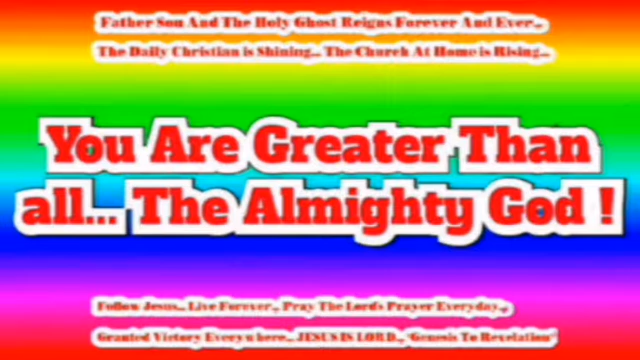 Father Son And The Holy Ghost Reigns Forever And Ever...
The Daily Christian is Shining... The Church At Home is Rising...
You Are Greater Than
all... The Almighty God !
Follow Jesus... Live Forever... Pray The Lord's Prayer Everyday...
Granted Victory Everywhere... JESUS IS LORD... "Genesis To Revelation"